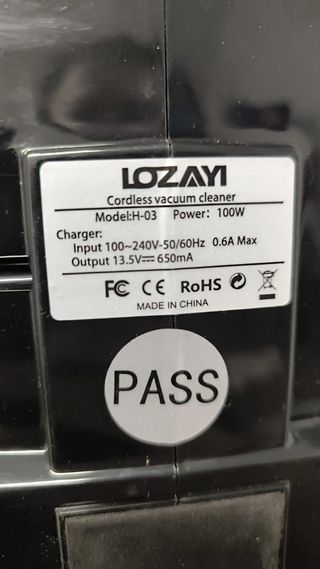 LOZAYI
Cordless vacuum cleaner
Model:H-03 Power: 100W
Charger:
Input 100~240V-50/60Hz 0.6A Max
Output 13.5V⎓ 650mA
FC CE RoHS
MADE IN CHINA
PASS